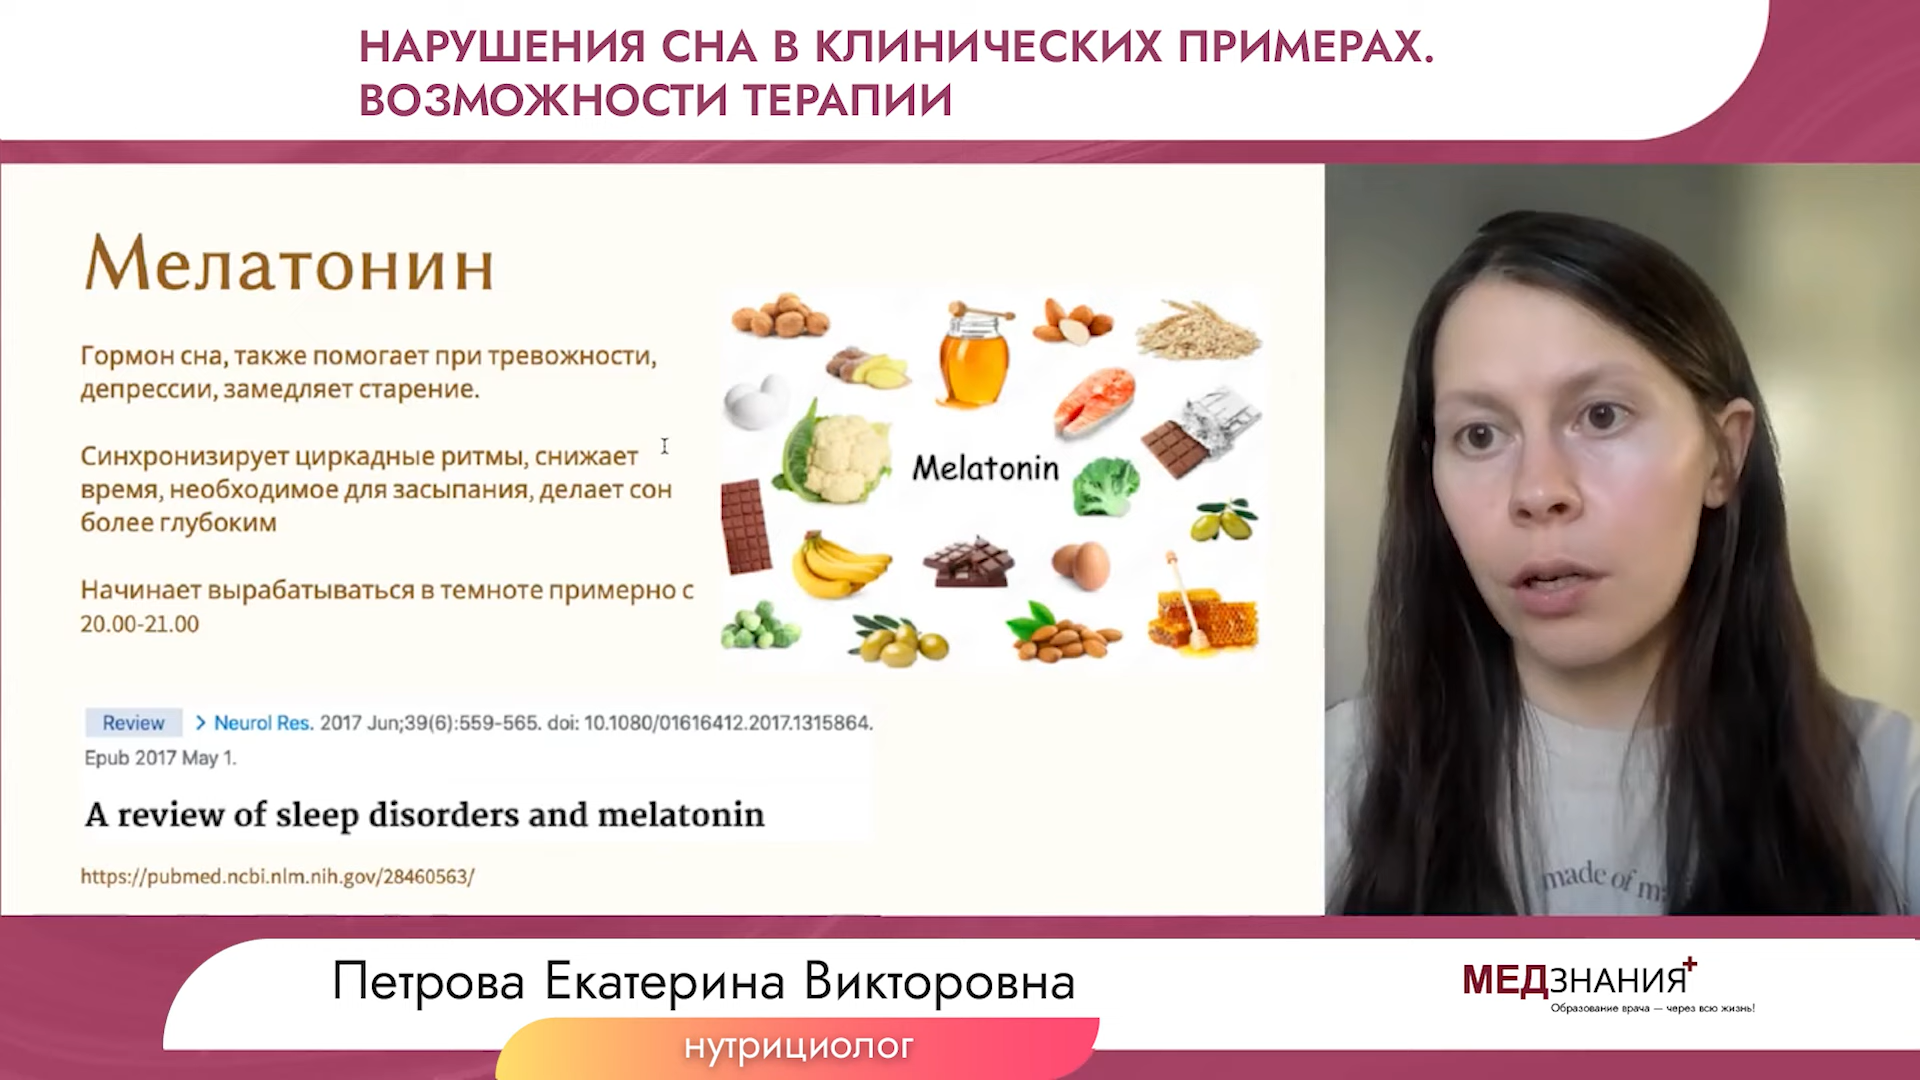 НАРУШЕНИЯ СНА В КЛИНИЧЕСКИХ ПРИМЕРАХ.
ВОЗМОЖНОСТИ ТЕРАПИИ
Мелатонин
Гормон сна, также помогает при тревожности,
депрессии, замедляет старение.
Синхронизирует циркадные ритмы, снижает
время, необходимое для засыпания, делает сон
более глубоким
Начинает вырабатываться в темноте примерно с
20.00-21.00
Melatonin
Review > Neurol Res. 2017 Jun;39(6):559-565. doi: 10.1080/01616412.2017.1315864.
Epub 2017 May 1.
A review of sleep disorders and melatonin
https://pubmed.ncbi.nlm.nih.gov/28460563/
made of
Петрова Екатерина Викторовна
нутрициолог
МЕДЗНАНИЯ+
Образование врача — через всю жизнь!